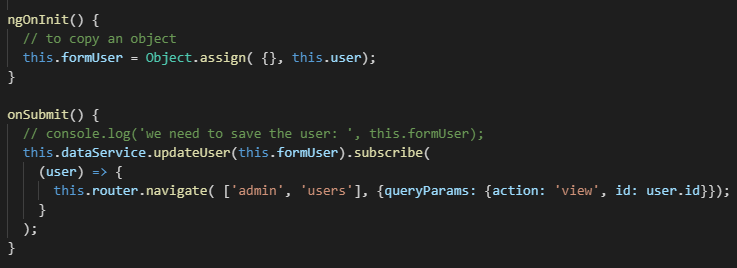 ngOnInit() {
// to copy an object
this.formUser = Object.assign( {}, this.user);
}
onSubmit() {
// console.log('we need to save the user: ', this.formUser);
this.dataService.updateUser(this.formUser).subscribe(
(user) => {
this.router.navigate( ['admin', 'users'], {queryParams: {action: 'view', id: user.id}});
}
);
}